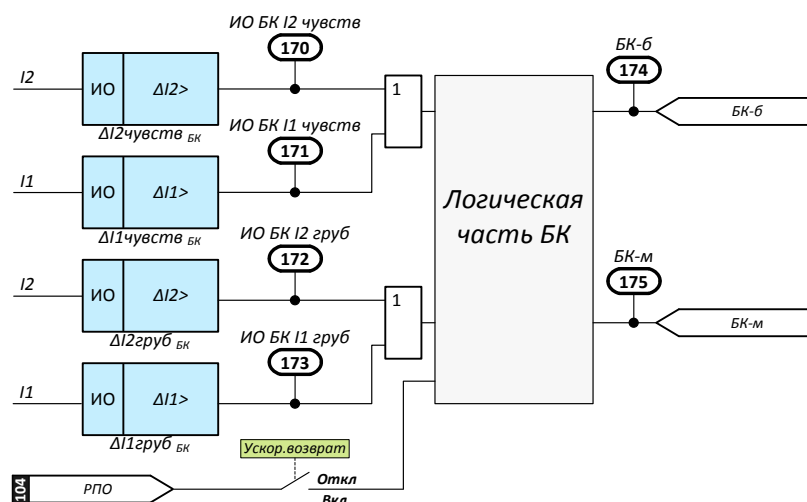 ИО БК I2 чувств
170
I2
ИО
ΔI2>
ΔI2чувств БК
1
БК-б
174
БК-б
ИО БК I1 чувств
171
I1
ИО
ΔI1>
ΔI1чувств БК
Логическая
часть БК
ИО БК I2 груб
172
I2
ИО
ΔI2>
ΔI2груб БК
1
БК-м
175
БК-м
ИО БК I1 груб
173
I1
ИО
ΔI1>
ΔI1груб БК
Ускор.возврат
104
РПО
Откл
Вкл